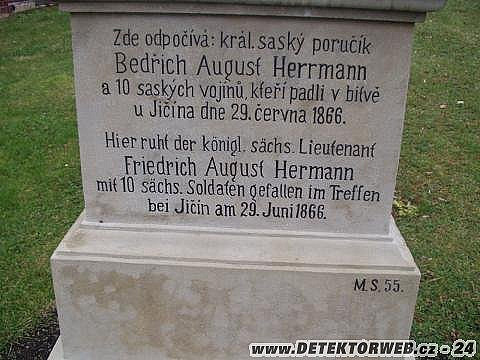 Zde odpočívá: král. saský poručík
Bedřich August Herrmann
a 10 saských vojínů, kteří padli v bitvě
u Jičína dne 29. června 1866.
Hier ruht der königl. sächs. Lieutenant
Friedrich August Hermann
mit 10 sächs. Soldaten gefallen im Treffen
bei Jičín am 29. Juni 1866.
M. S. 55.
www.DETEKTORWEB.cz - 24